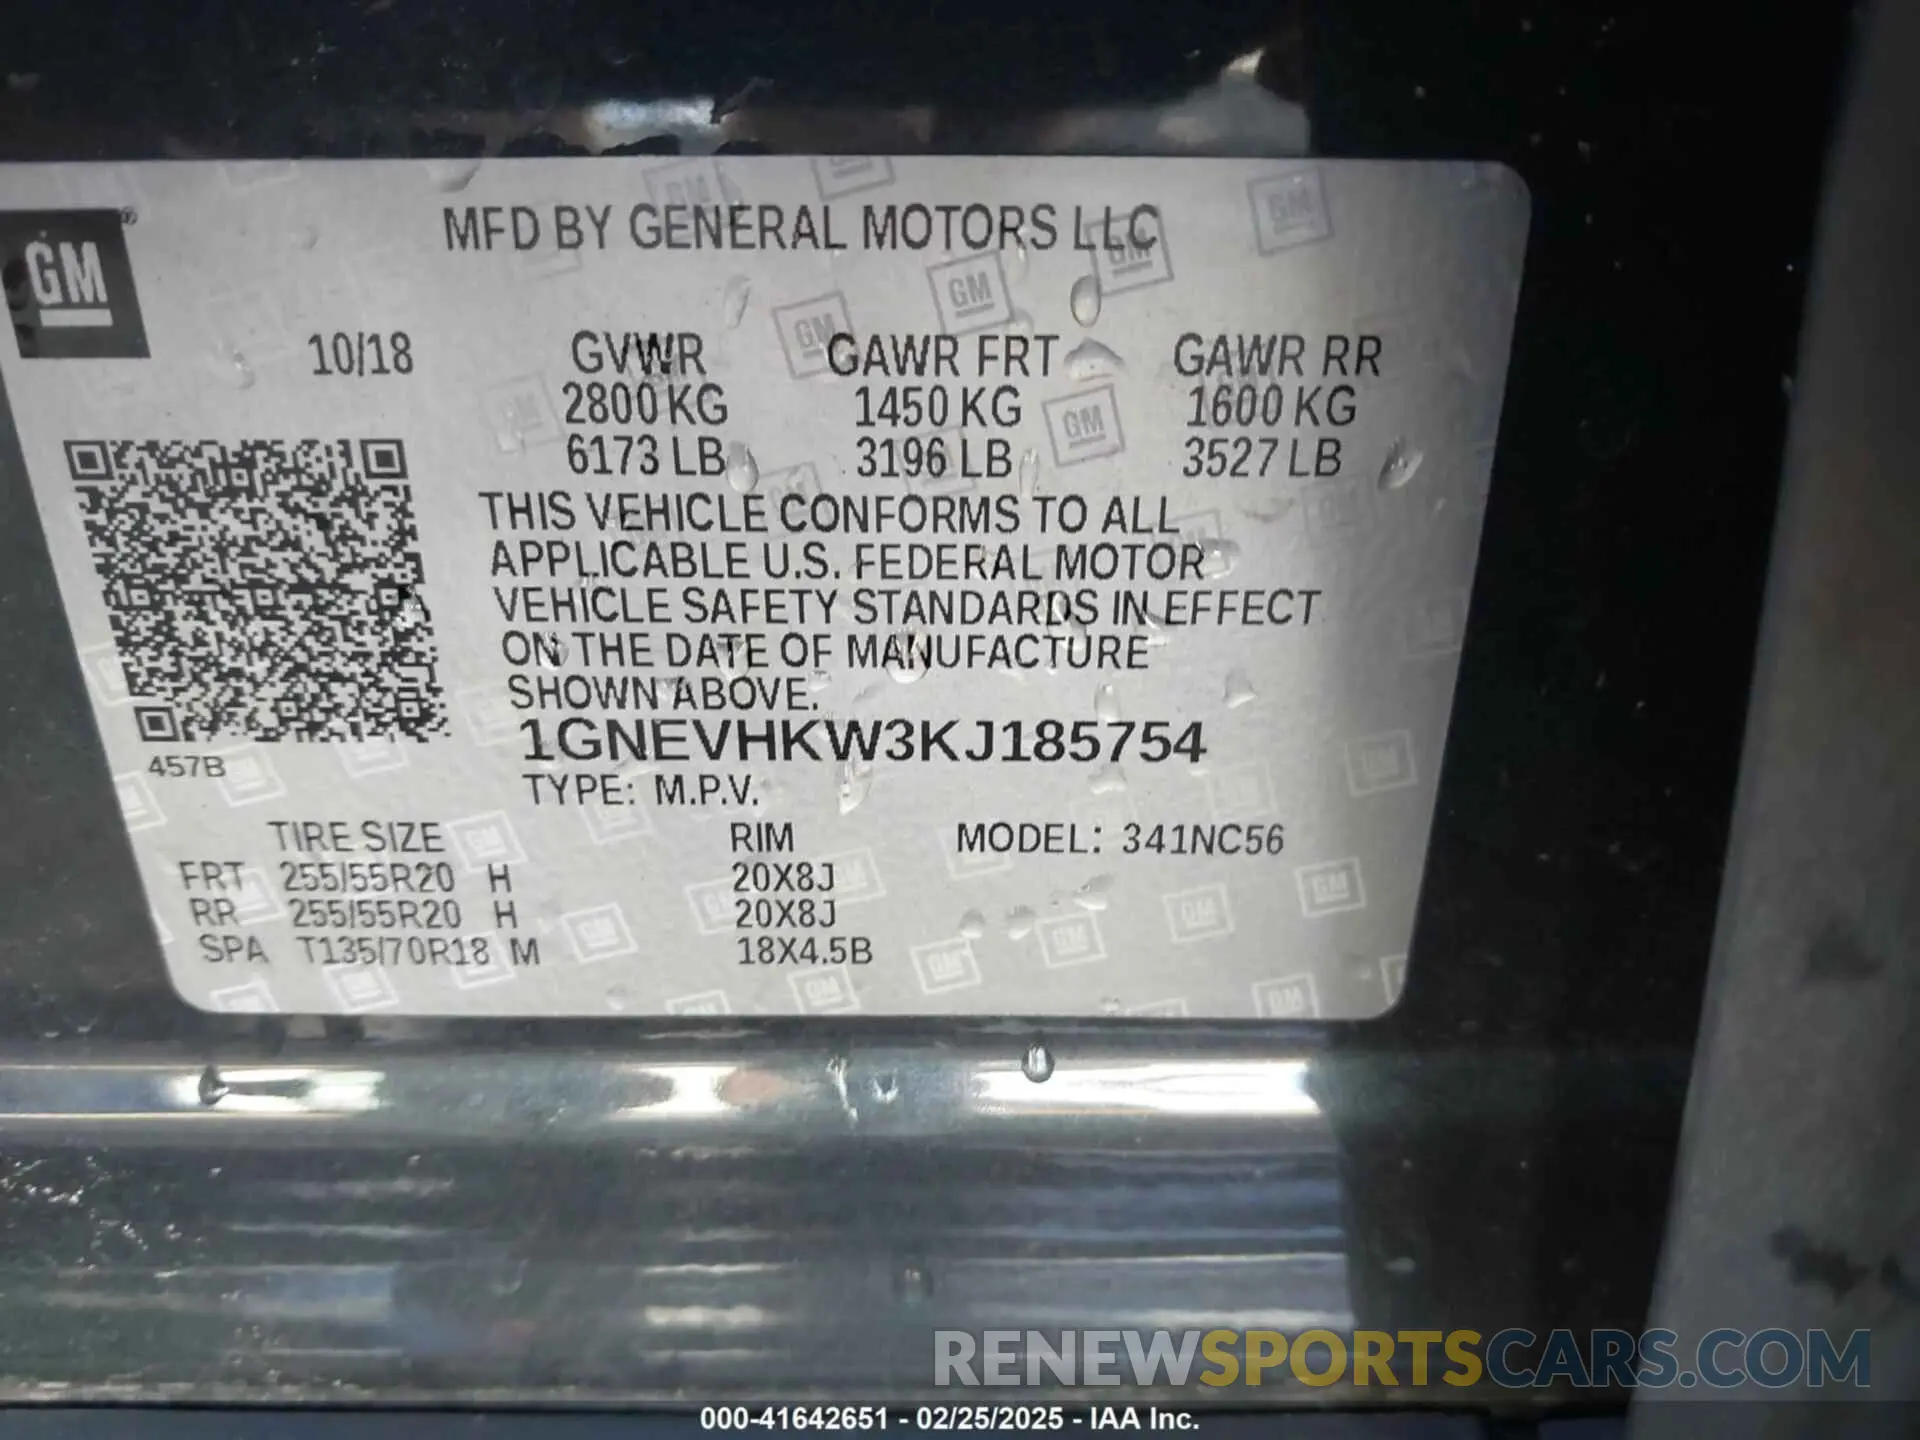 MFD BY GENERAL MOTORS LLC
GM
10/18 GVWR GAWR FRT GAWR RR
2800 KG 1450 KG 1600 KG
6173 LB 3196 LB 3527 LB
THIS VEHICLE CONFORMS TO ALL
APPLICABLE U.S. FEDERAL MOTOR
VEHICLE SAFETY STANDARDS IN EFFECT
ON THE DATE OF MANUFACTURE
SHOWN ABOVE.
1GNEVHKW3KJ185754
457B
TYPE: M.P.V.
TIRE SIZE RIM MODEL: 341NC56
FRT 255/55R20 H 20X8J
RR 255/55R20 H 20X8J
SPA T135/70R18 M 18X4.5B
RENEWSPORTSCARS.COM
000-41642651 - 02/25/2025 - IAA Inc.